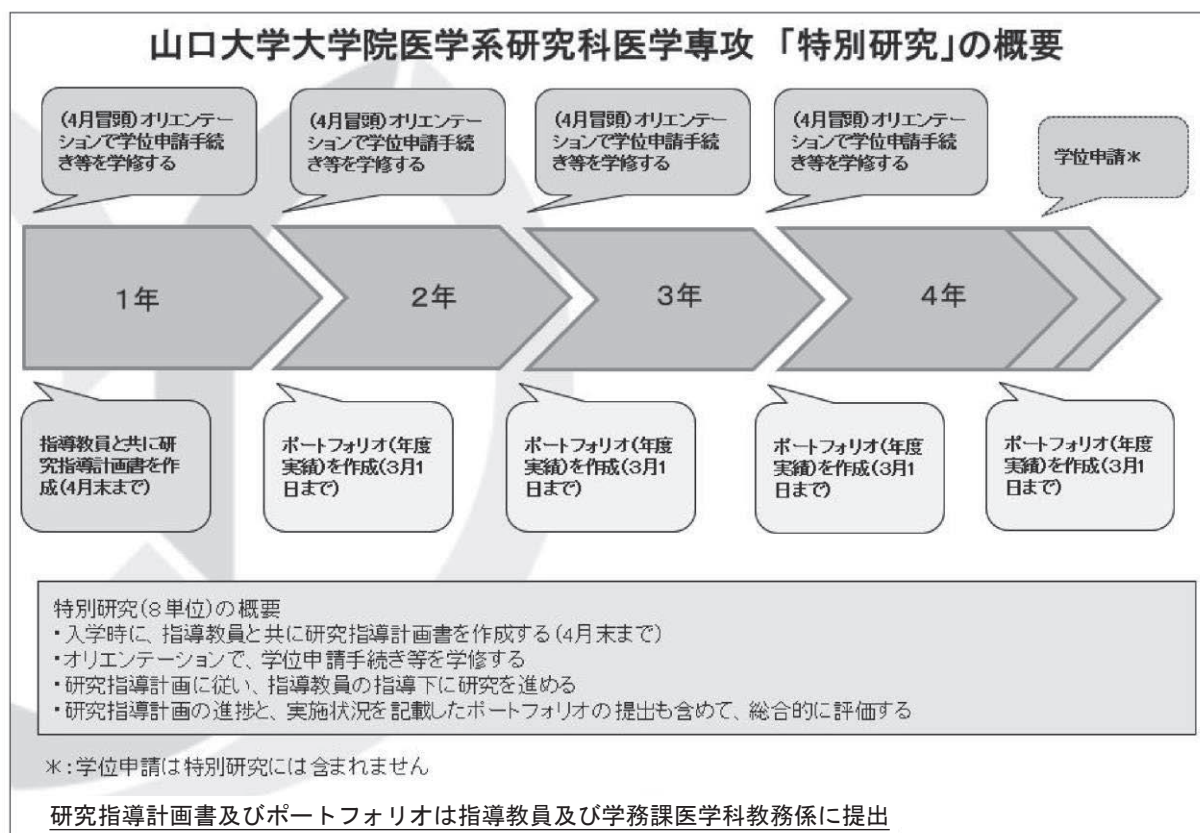 山口大学大学院医学系研究科医学専攻 「特別研究」の概要
(4月冒頭)オリエンテー
ションで学位申請手続
き等を学修する
(4月冒頭)オリエンテー
ションで学位申請手続
き等を学修する
(4月冒頭)オリエンテー
ションで学位申請手続
き等を学修する
(4月冒頭)オリエンテー
ションで学位申請手続
き等を学修する
学位申請＊
1年
2年
3年
4年
指導教員と共に研
究指導計画書を作
成(4月末まで)
ポートフォリオ(年度
実績)を作成(3月1
日まで)
ポートフォリオ(年度
実績)を作成(3月1
日まで)
ポートフォリオ(年度
実績)を作成(3月1
日まで)
ポートフォリオ(年度
実績)を作成(3月1
日まで)
特別研究(8単位)の概要
・入学時に、指導教員と共に研究指導計画書を作成する(4月末まで)
・オリエンテーションで、学位申請手続き等を学修する
・研究指導計画に従い、指導教員の指導下に研究を進める
・研究指導計画の進捗と、実施状況を記載したポートフォリオの提出も含めて、総合的に評価する
＊:学位申請は特別研究には含まれません
研究指導計画書及びポートフォリオは指導教員及び学務課医学科教務係に提出